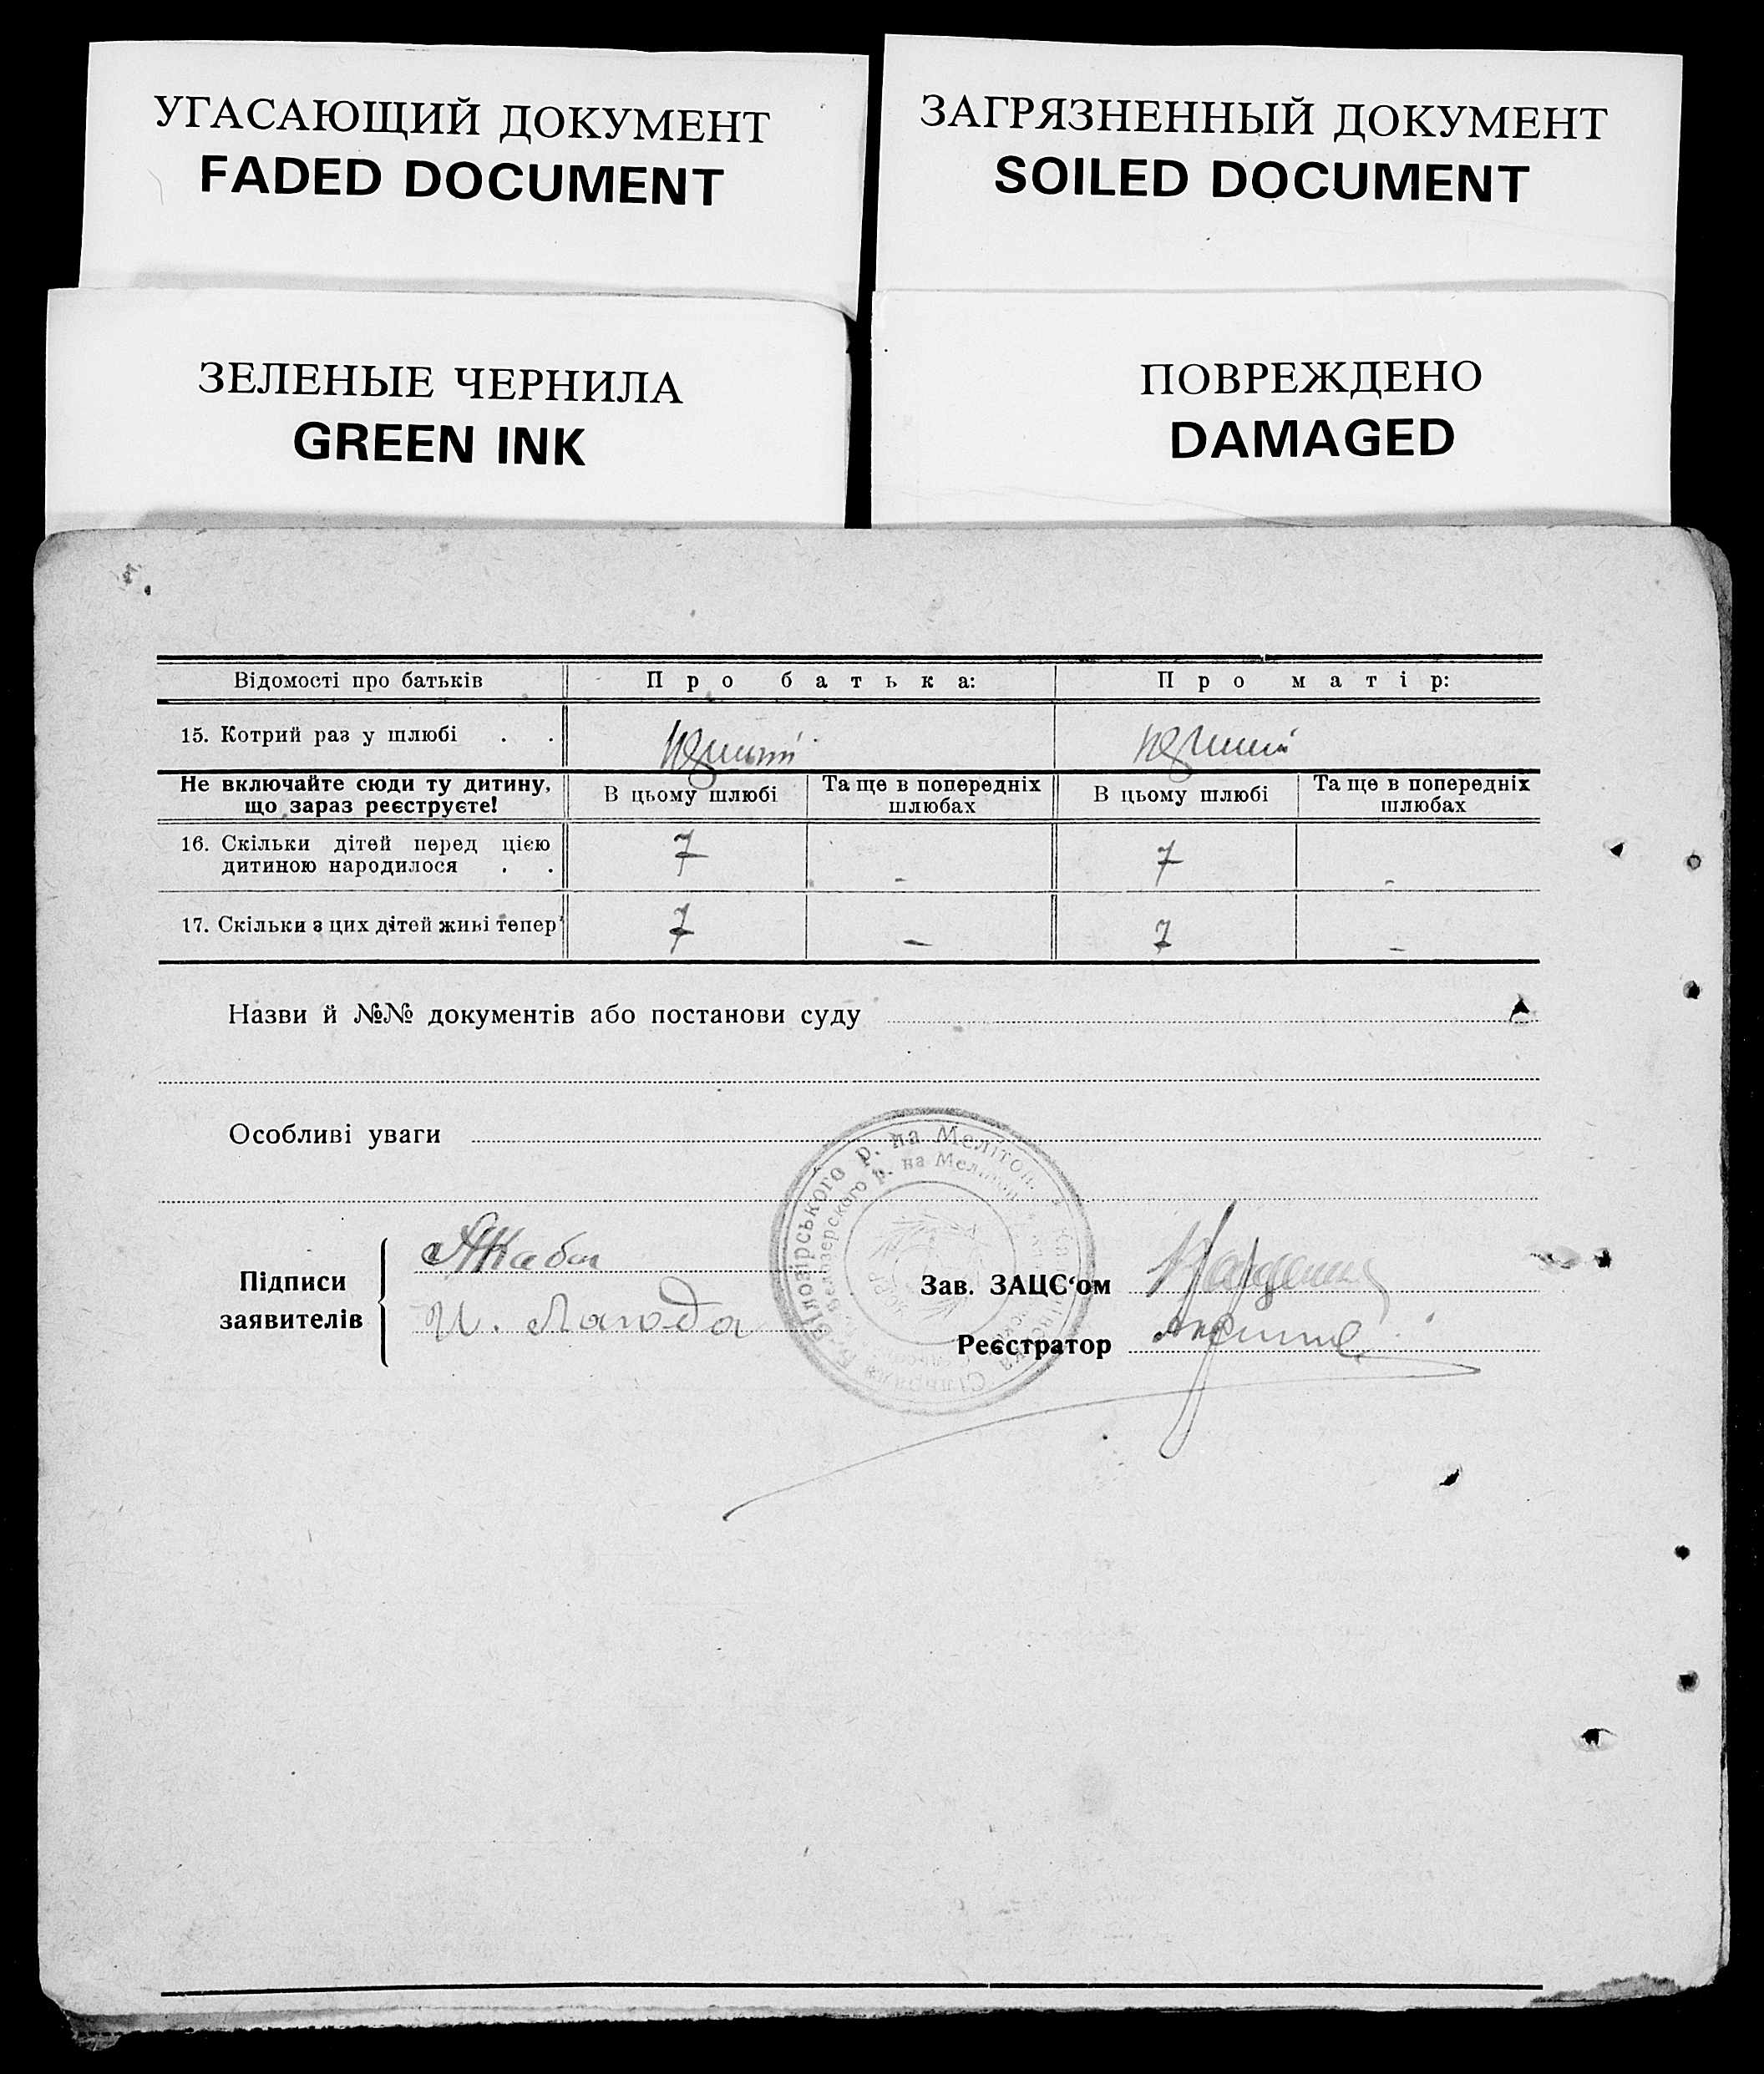 УГАСАЮЩИЙ ДОКУМЕНТ
FADED DOCUMENT
ЗАГРЯЗНЕННЫЙ ДОКУМЕНТ
SOILED DOCUMENT
ЗЕЛЕНЫЕ ЧЕРНИЛА
GREEN INK
ПОВРЕЖДЕНО
DAMAGED
Відомості про батьків
Про батька:
Про матір:
15. Котрий раз у шлюбі . .
Не включайте сюди ту дитину,
що зараз реєструєте!
В цьому шлюбі
Та ще в попередніх
шлюбах
В цьому шлюбі
Та ще в попередніх
шлюбах
16. Скільки дітей перед цією
дитиною народилося . .
7
-
7
-
17. Скільки з цих дітей живі тепер
7
-
7
-
Назви й №№ документів або постанови суду
Особливі уваги
Підписи
заявителів
И. Лагода
Зав. ЗАЦС'ом
Реєстратор
р. на Меліт
р. на Мел